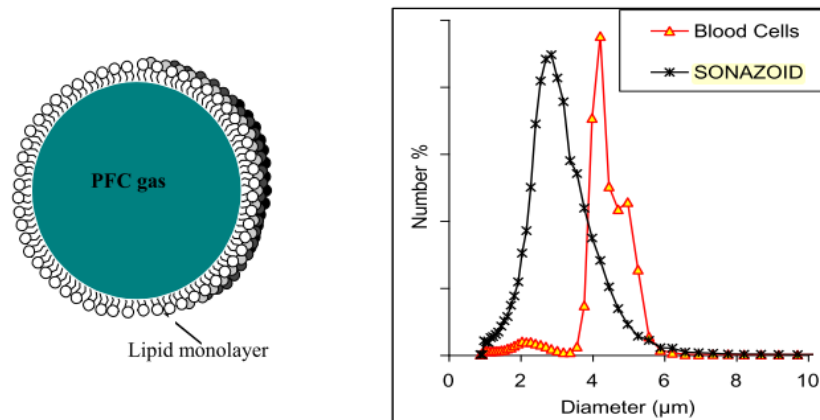 PFC gas
Lipid monolayer
Blood Cells
SONAZOID
Number %
0 2 4 6 8 10
Diameter (µm)